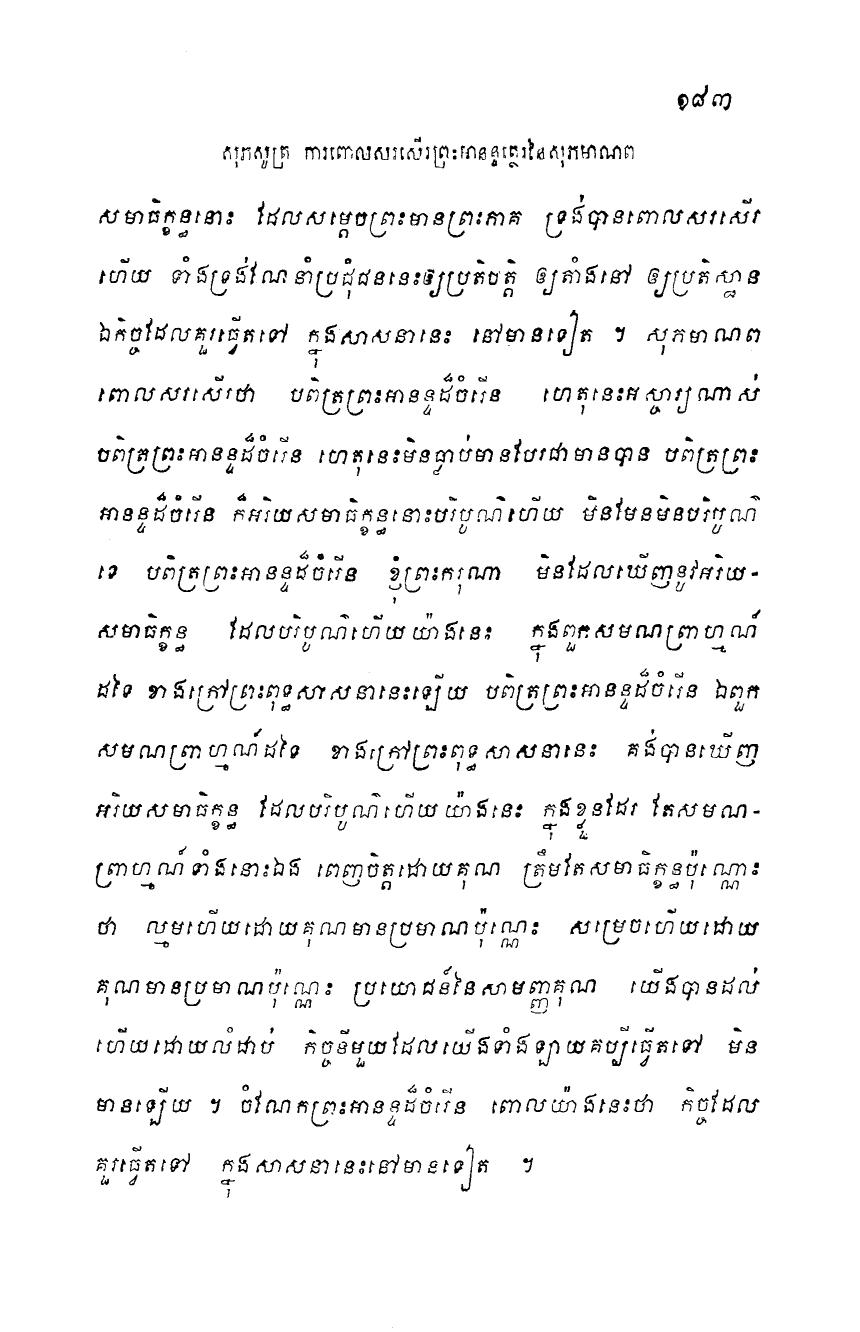 ១៨៣
សុភសូត្រ ការពោលសរសើរព្រះអានន្ទត្ថេរនៃសុភមាណព
សមាធិក្ខន្ធនោះ ដែលសម្តេចព្រះមានព្រះភាគ ទ្រង់បានពោលសរសើរ
ហើយ ទាំងទ្រង់ណែនាំប្រជុំជននេះឲ្យប្រតិបត្តិ ឲ្យតាំងនៅ ឲ្យប្រតិស្ឋាន
ឯកិច្ចដែលគួរធ្វើតទៅ ក្នុងសាសនានេះ នៅមានទៀត ។ សុភមាណព
ពោលសរសើរថា បពិត្រព្រះអានន្ទដ៏ចំរើន ហេតុនេះអស្ចារ្យណាស់
បពិត្រព្រះអានន្ទដ៏ចំរើន ហេតុនេះមិនធ្លាប់មានបែរជាមានបាន បពិត្រព្រះ
អានន្ទដ៏ចំរើន ក៏អរិយសមាធិក្ខន្ធនោះបរិបូណ៌ហើយ មិនមែនមិនបរិបូណ៌
ទេ បពិត្រព្រះអានន្ទដ៏ចំរើន ខ្ញុំព្រះករុណា មិនដែលឃើញនូវអរិយ-
សមាធិក្ខន្ធ ដែលបរិបូណ៌ហើយយ៉ាងនេះ ក្នុងពួកសមណព្រាហ្មណ៍
ដទៃ ខាងក្រៅព្រះពុទ្ធសាសនានេះឡើយ បពិត្រព្រះអានន្ទដ៏ចំរើន ឯពួក
សមណព្រាហ្មណ៍ដទៃ ខាងក្រៅព្រះពុទ្ធសាសនានេះ គង់បានឃើញ
អរិយសមាធិក្ខន្ធ ដែលបរិបូណ៌ហើយយ៉ាងនេះ ក្នុងខ្លួនដែរ តែសមណ-
ព្រាហ្មណ៍ទាំងនោះឯង ពេញចិត្តដោយគុណ ត្រឹមតែសមាធិក្ខន្ធប៉ុណ្ណោះ
ថា ល្មមហើយដោយគុណមានប្រមាណប៉ុណ្ណេះ សម្រេចហើយដោយ
គុណមានប្រមាណប៉ុណ្ណេះ ប្រយោជន៍នៃសាមញ្ញគុណ យើងបានដល់
ហើយដោយលំដាប់ កិច្ចនីមួយដែលយើងទាំងឡាយគប្បីធ្វើតទៅ មិន
មានឡើយ ។ ចំណែកព្រះអានន្ទដ៏ចំរើន ពោលយ៉ាងនេះថា កិច្ចដែល
គួរធ្វើតទៅ ក្នុងសាសនានេះនៅមានទៀត ។